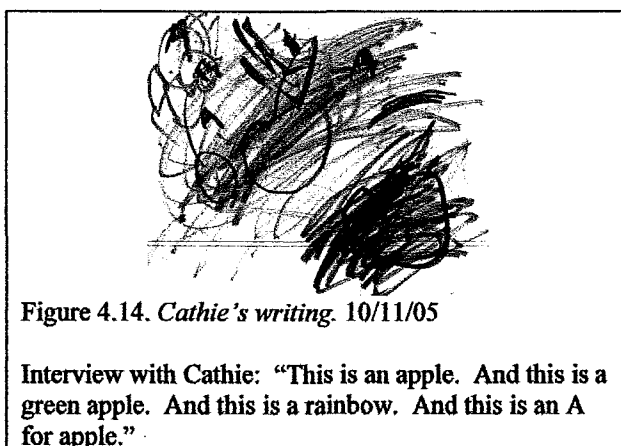 Figure 4.14. Cathie's writing. 10/11/05
Interview with Cathie: "This is an apple. And this is a
green apple. And this is a rainbow. And this is an A
for apple."